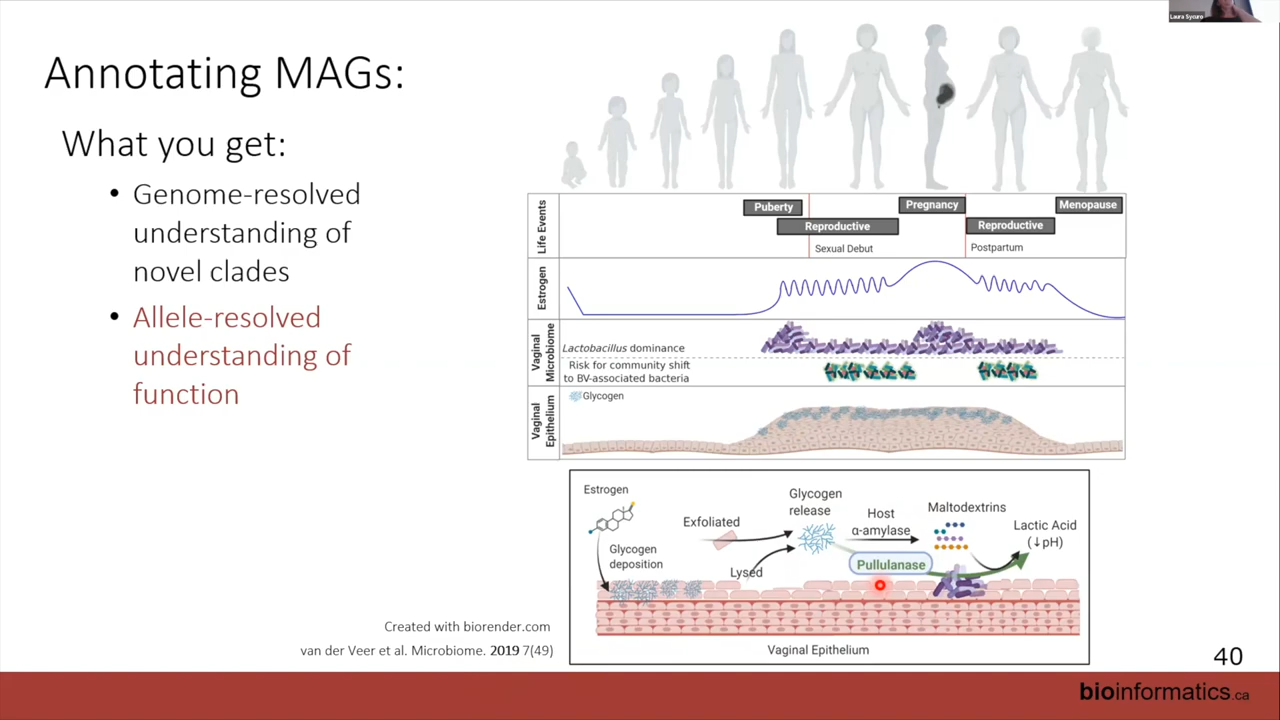 Laura Sycuro
Annotating MAGs:
What you get:
• Genome-resolved
understanding of
novel clades
• Allele-resolved
understanding of
function
Life Events
Puberty
Pregnancy
Menopause
Reproductive
Reproductive
Sexual Debut
Postpartum
Estrogen
Vaginal
Microbiome
Lactobacillus dominance
Risk for community shift
to BV-associated bacteria
Vaginal
Epithelium
Glycogen
Estrogen
Glycogen
deposition
Exfoliated
Lysed
Glycogen
release
Host
α-amylase
Pullulanase
Maltodextrins
Lactic Acid
(↓pH)
Vaginal Epithelium
Created with biorender.com
van der Veer et al. Microbiome. 2019 7(49)
40
bioinformatics.ca